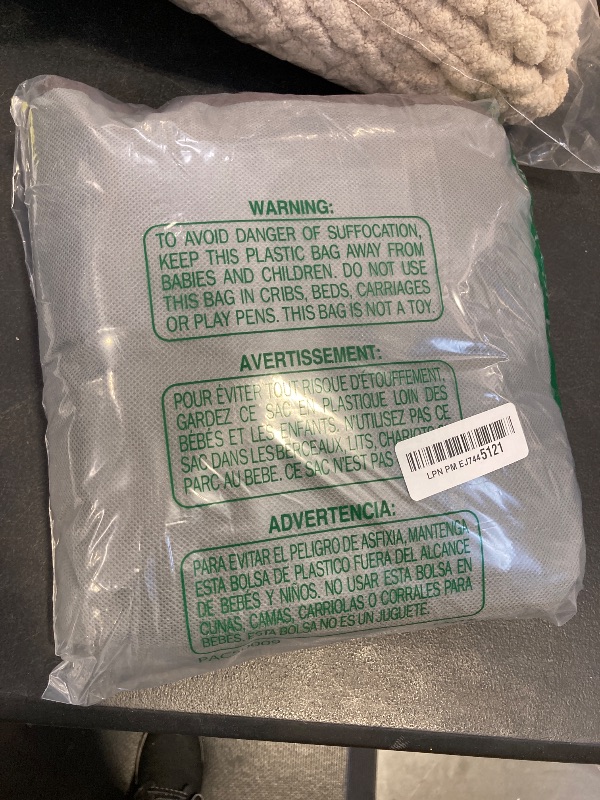 WARNING:
TO AVOID DANGER OF SUFFOCATION,
KEEP THIS PLASTIC BAG AWAY FROM
BABIES AND CHILDREN. DO NOT USE
THIS BAG IN CRIBS, BEDS, CARRIAGES
OR PLAY PENS. THIS BAG IS NOT A TOY.
AVERTISSEMENT:
POUR ÉVITER TOUT RISQUE D'ÉTOUFFEMENT,
GARDEZ CE SAC EN PLASTIQUE LOIN DES
BÉBÉS ET LES ENFANTS. N'UTILISEZ PAS CE
SAC DANS LES BERCEAUX, LITS, CHARIOTS
PARC AU BEBE. CE SAC N'EST PAS
LPN PM EJ7445121
ADVERTENCIA:
PARA EVITAR EL PELIGRO DE ASFIXIA, MANTENGA
ESTA BOLSA DE PLASTICO FUERA DEL ALCANCE
DE BEBÉS Y NIÑOS. NO USAR ESTA BOLSA EN
CUNAS, CAMAS, CARRIOLAS O CORRALES PARA
BEBES. ESTA BOLSA NO ES UN JUGUETE.